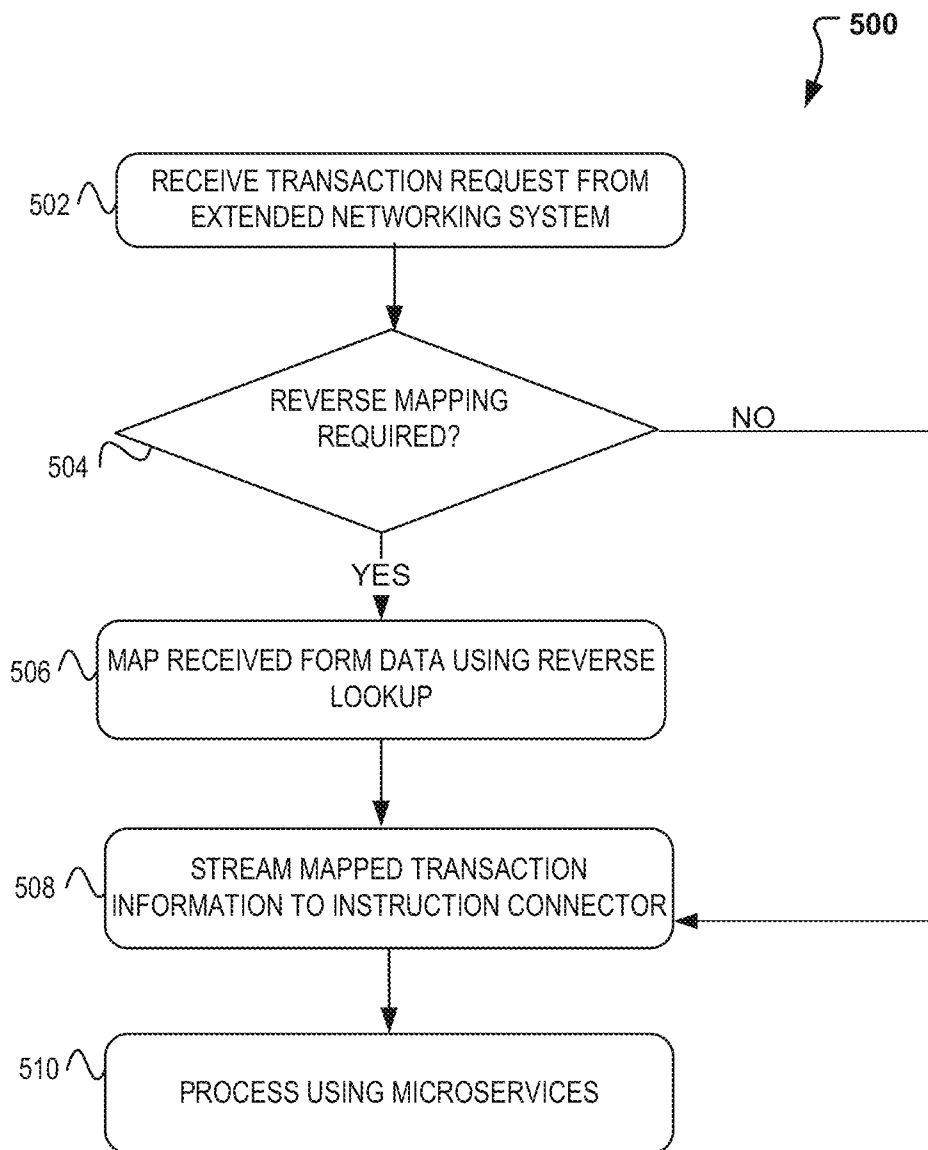 500
502
RECEIVE TRANSACTION REQUEST FROM
EXTENDED NETWORKING SYSTEM
REVERSE MAPPING
REQUIRED?
NO
504
YES
506
MAP RECEIVED FORM DATA USING REVERSE
LOOKUP
508
STREAM MAPPED TRANSACTION
INFORMATION TO INSTRUCTION CONNECTOR
510
PROCESS USING MICROSERVICES